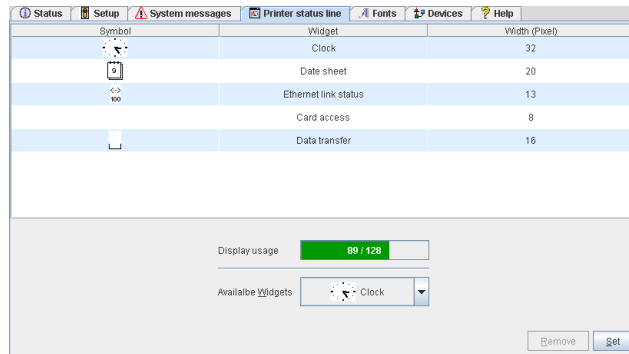 Status Setup System messages Printer status line Fonts Devices Help
Symbol Widget Width (Pixel)
Clock 32
9 Date sheet 20
<-> 100 Ethernet link status 13
Card access 8
Data transfer 16
Display usage 89 / 128
Availalbe Widgets Clock
Remove Set